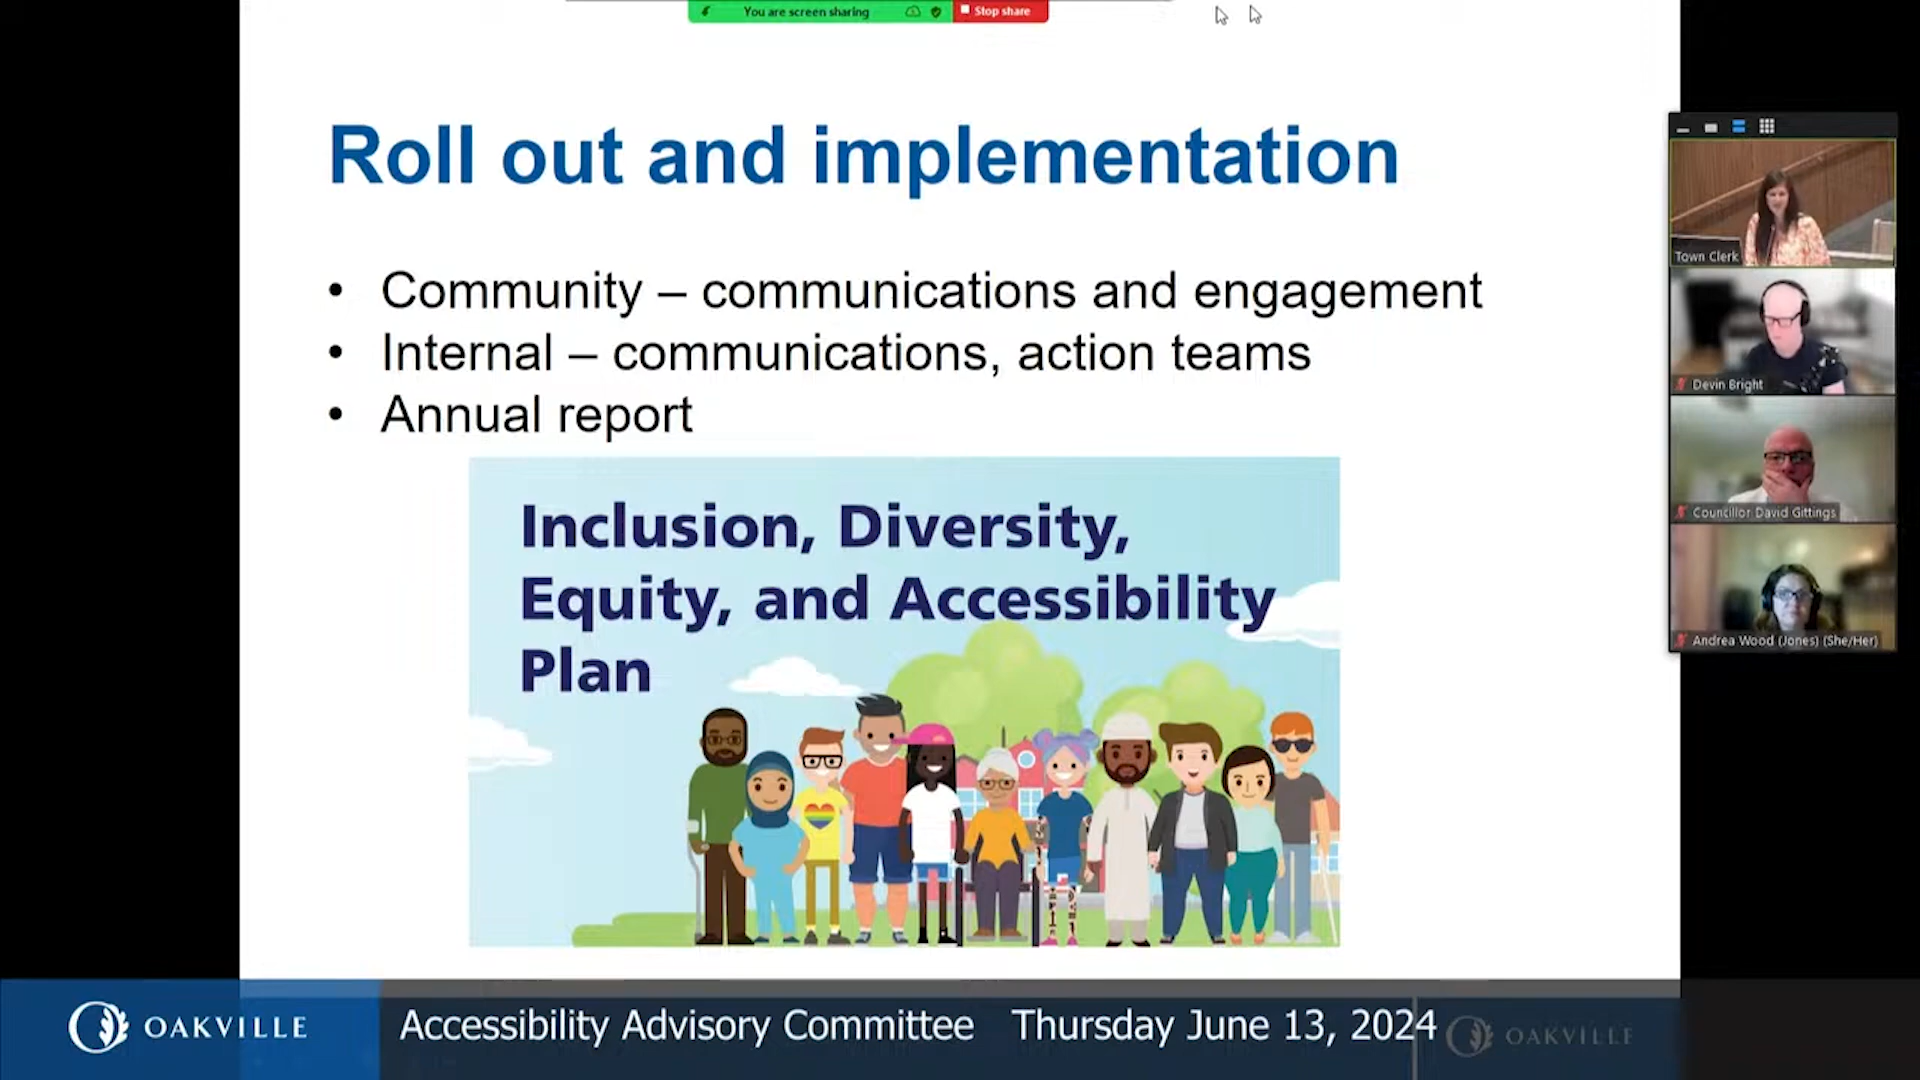 You are screen sharing
Stop share
Roll out and implementation
• Community – communications and engagement
• Internal – communications, action teams
• Annual report
Inclusion, Diversity,
Equity, and Accessibility
Plan
Town Clerk
Devin Bright
Councillor David Gittings
Andrea Wood (Jones) (She/Her)
OAKVILLE
Accessibility Advisory Committee Thursday June 13, 2024
OAKVILLE